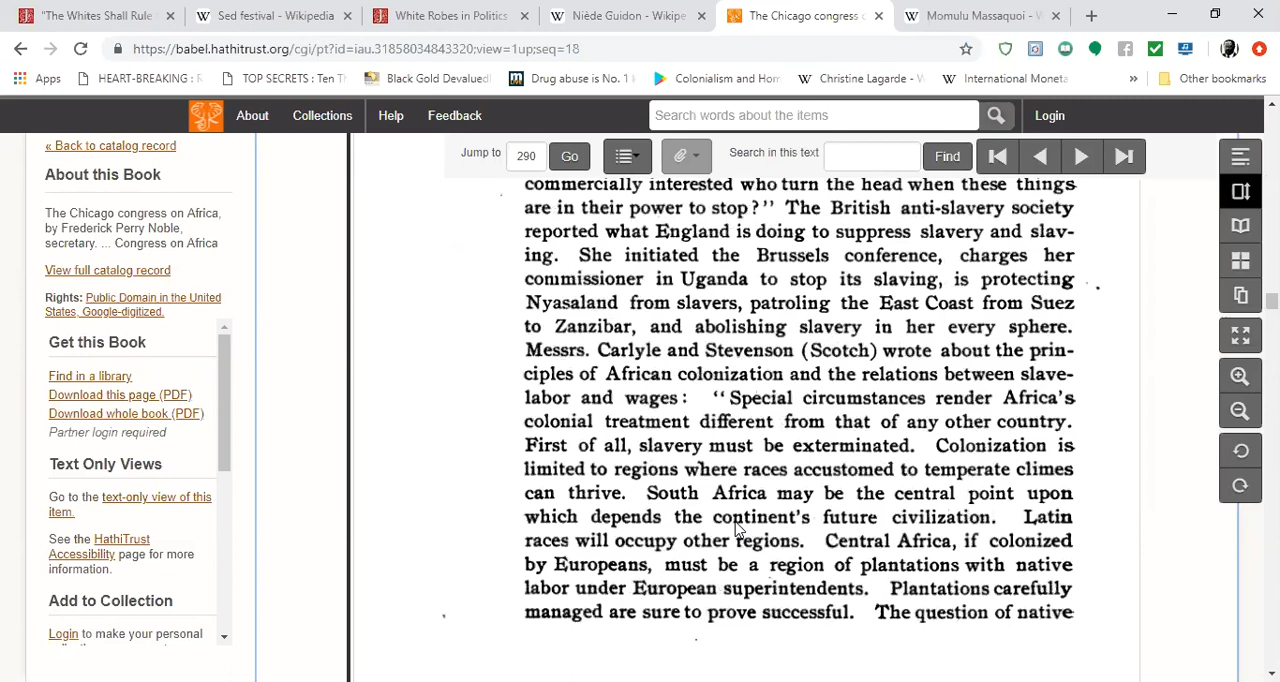 "The Whites Shall Rule
Sed festival - Wikipedia
White Robes in Politics
Niède Guidon - Wikipe
The Chicago congress o
Momulu Massaquoi - W
https://babel.hathitrust.org/cgi/pt?id=iau.31858034843320;view=1up;seq=18
Apps
HEART-BREAKING : R
TOP SECRETS : Ten Th
Black Gold Devalued
Drug abuse is No. 1 k
Colonialism and Hom
Christine Lagarde - W
International Moneta
»
Other bookmarks
About
Collections
Help
Feedback
Search words about the items
Login
« Back to catalog record
About this Book
The Chicago congress on Africa,
by Frederick Perry Noble,
secretary. ... Congress on Africa
View full catalog record
Rights: Public Domain in the United
States, Google-digitized.
Get this Book
Find in a library
Download this page (PDF)
Download whole book (PDF)
Partner login required
Text Only Views
Go to the text-only view of this
item.
See the HathiTrust
Accessibility page for more
information.
Add to Collection
Login to make your personal
Jump to
290
Go
Search in this text
Find
commercially interested who turn the head when these things
are in their power to stop?" The British anti-slavery society
reported what England is doing to suppress slavery and slav-
ing. She initiated the Brussels conference, charges her
commissioner in Uganda to stop its slaving, is protecting
Nyasaland from slavers, patroling the East Coast from Suez
to Zanzibar, and abolishing slavery in her every sphere.
Messrs. Carlyle and Stevenson (Scotch) wrote about the prin-
ciples of African colonization and the relations between slave-
labor and wages: "Special circumstances render Africa's
colonial treatment different from that of any other country.
First of all, slavery must be exterminated. Colonization is
limited to regions where races accustomed to temperate climes
can thrive. South Africa may be the central point upon
which depends the continent's future civilization. Latin
races will occupy other regions. Central Africa, if colonized
by Europeans, must be a region of plantations with native
labor under European superintendents. Plantations carefully
managed are sure to prove successful. The question of native